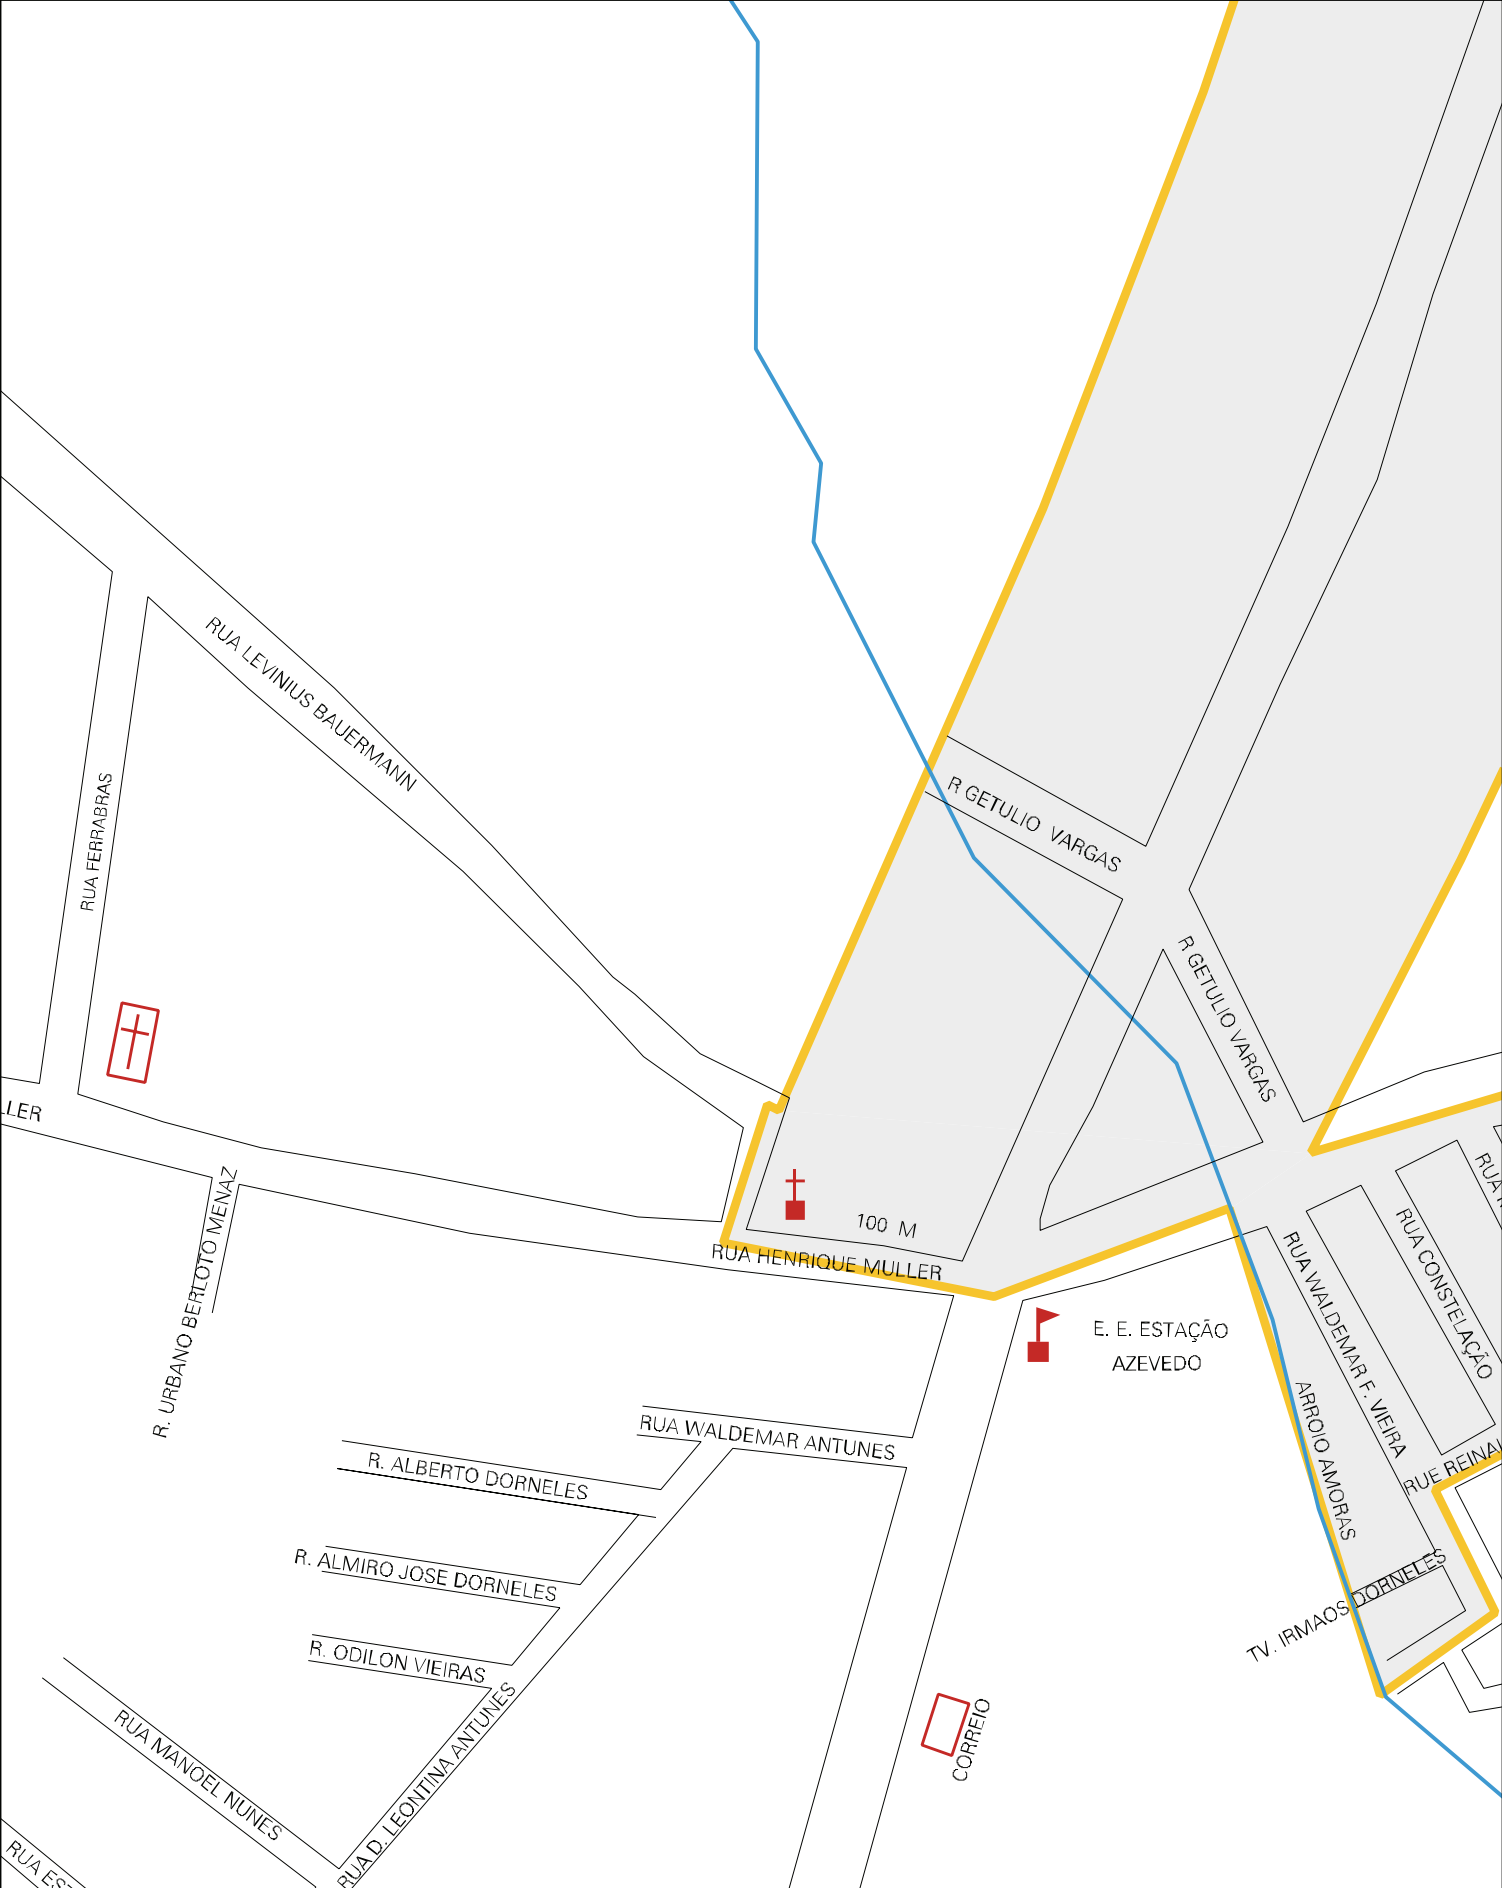 RUA LEVINIUS BAUERMANN
RUA FERRABRAS
R GETULIO VARGAS
R GETULIO VARGAS
LLER
R. URBANO BERLOTO MENAZ
100 M
RUA HENRIQUE MULLER
E. E. ESTAÇÃO
AZEVEDO
RUA WALDEMAR F. VIEIRA
RUA CONSTELAÇÃO
RUA
ARROIO AMORAS
RUE REINAL
RUA WALDEMAR ANTUNES
R. ALBERTO DORNELES
R. ALMIRO JOSE DORNELES
R. ODILON VIEIRAS
TV. IRMAOS DORNELES
RUA MANOEL NUNES
RUA D. LEONTINA ANTUNES
CORREIO
RUA